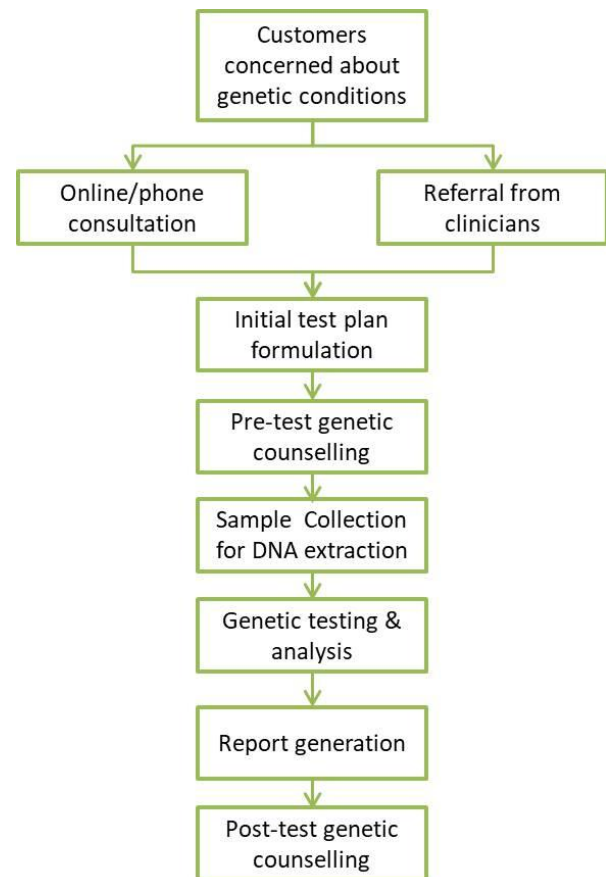 Customers
concerned about
genetic conditions
Online/phone
consultation
Referral from
clinicians
Initial test plan
formulation
Pre-test genetic
counselling
Sample Collection
for DNA extraction
Genetic testing &
analysis
Report generation
Post-test genetic
counselling